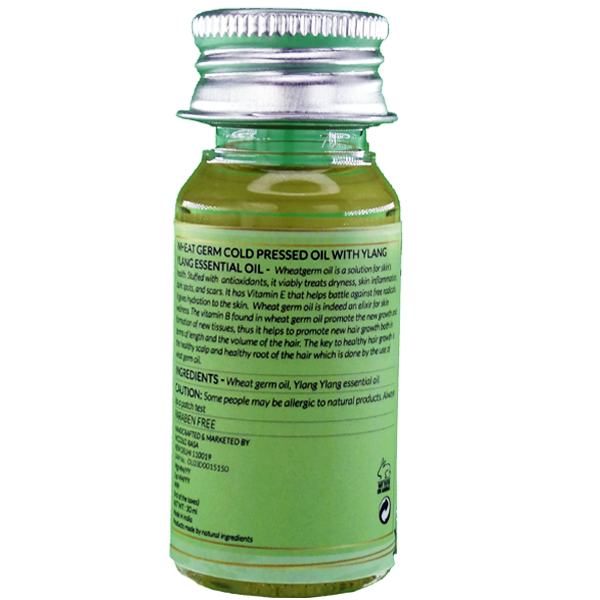 WHEAT GERM COLD PRESSED OIL WITH YLANG
YLANG ESSENTIAL OIL - Wheatgerm oil is a solution for skin's
health. Stuffed with antioxidants, it viably treats dryness, skin inflammation,
dark spots, and scars. It has Vitamin E that helps battle against free radicals.
It gives hydration to the skin. Wheat germ oil is indeed an elixir for skin
wellness. The vitamin B found in wheat germ oil promote the new growth and
formation of new tissues, thus it helps to promote new hair growth both in
terms of length and the volume of the hair. The key to healthy hair growth is
the healthy scalp and healthy root of the hair which is done by the use of
wheat germ oil.
INGREDIENTS - Wheat germ oil, Ylang Ylang essential oil.
CAUTION: Some people may be allergic to natural products. Always
do a patch test
PARABEN FREE
HANDCRAFTED & MARKETED BY
RASA
NEW DELHI 110019
(of the taxes)
NET WT : 30 ml
Made in India
Products made by natural ingredients